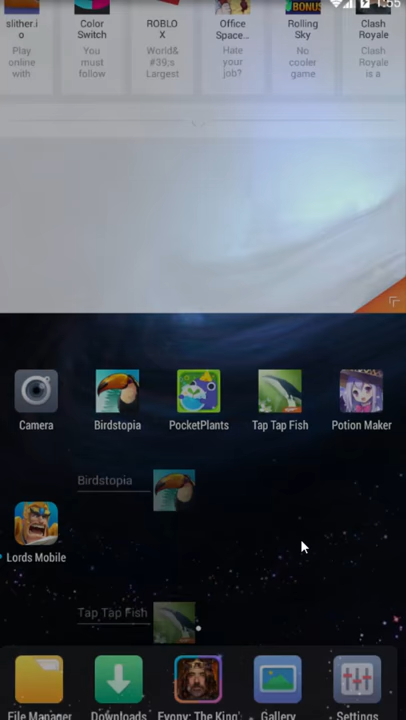 1:55
slither.i
o
Color
Switch
ROBLO
X
Office
Space...
BONUS
Rolling
Sky
Clash
Royale
Play
online
with
You
must
follow
World&
#39;s
Largest
Hate
your
job?
No
cooler
game
Clash
Royale
is a
Camera
Birdstopia
PocketPlants
Tap Tap Fish
Potion Maker
Birdstopia
Lords Mobile
Tap Tap Fish
File Manager
Downloads
Evony: The King'
Gallery
Settings